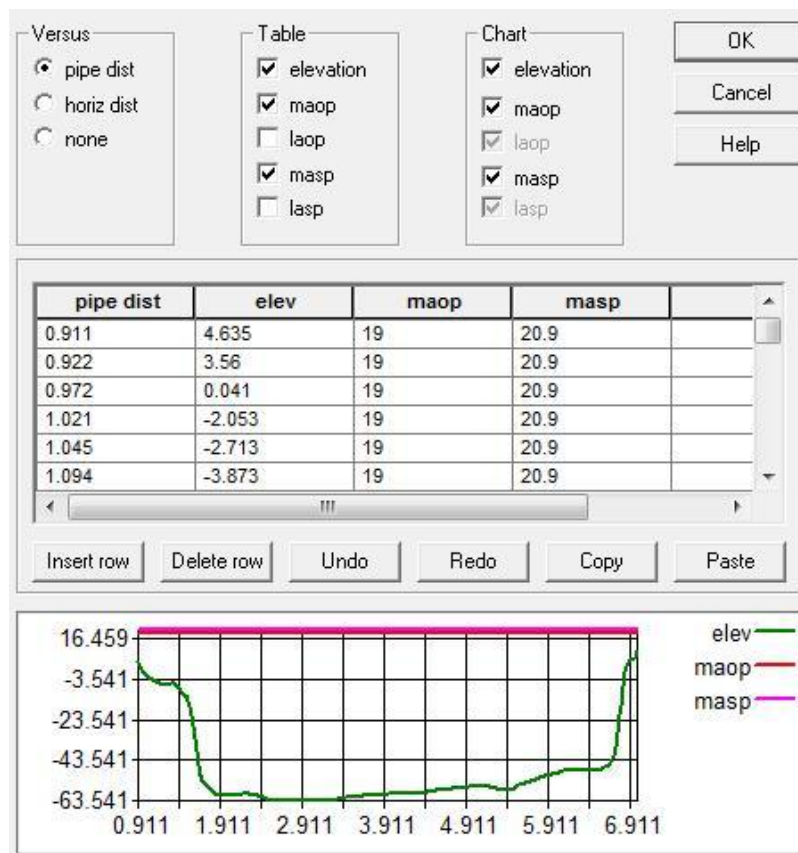 Versus
pipe dist
horiz dist
none
Table
elevation
maop
laop
masp
lasp
Chart
elevation
maop
laop
masp
lasp
OK
Cancel
Help
pipe dist elev maop masp
0.911 4.635 19 20.9
0.922 3.56 19 20.9
0.972 0.041 19 20.9
1.021 -2.053 19 20.9
1.045 -2.713 19 20.9
1.094 -3.873 19 20.9
Insert row Delete row Undo Redo Copy Paste
16.459
-3.541
-23.541
-43.541
-63.541
0.911 1.911 2.911 3.911 4.911 5.911 6.911
elev
maop
masp